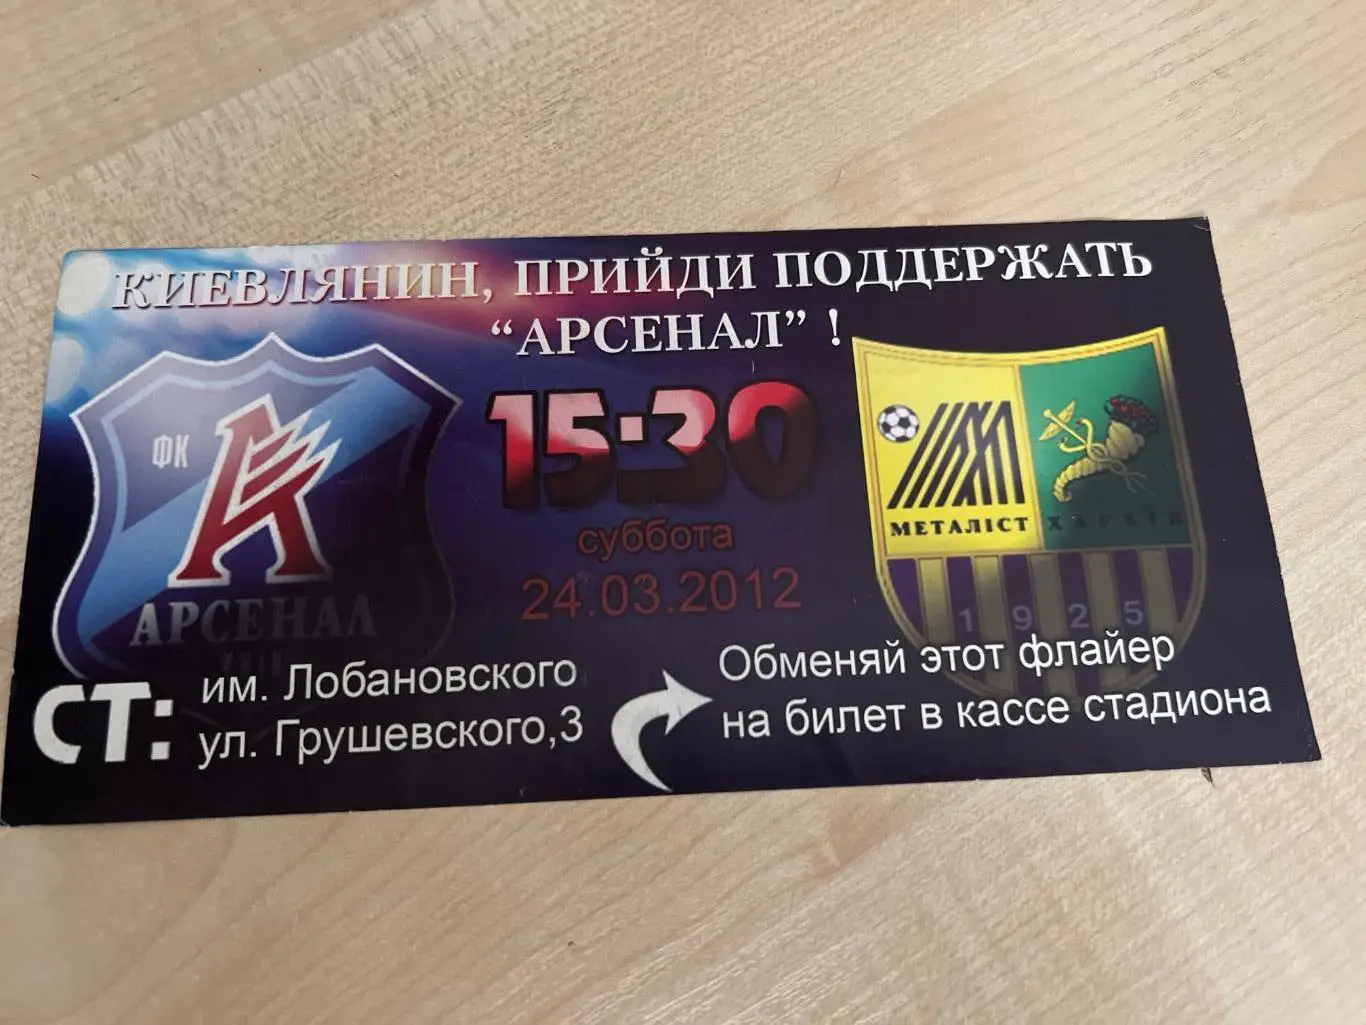 КИЕВЛЯНИН, ПРИЙДИ ПОДДЕРЖАТЬ
“АРСЕНАЛ” !
15:30
суббота
24.03.2012
ФК
АРСЕНАЛ
МЕТАЛІСТ ХАРКІВ
1925
СТ:
им. Лобановского
ул. Грушевского,3
Обменяй этот флайер
на билет в кассе стадиона